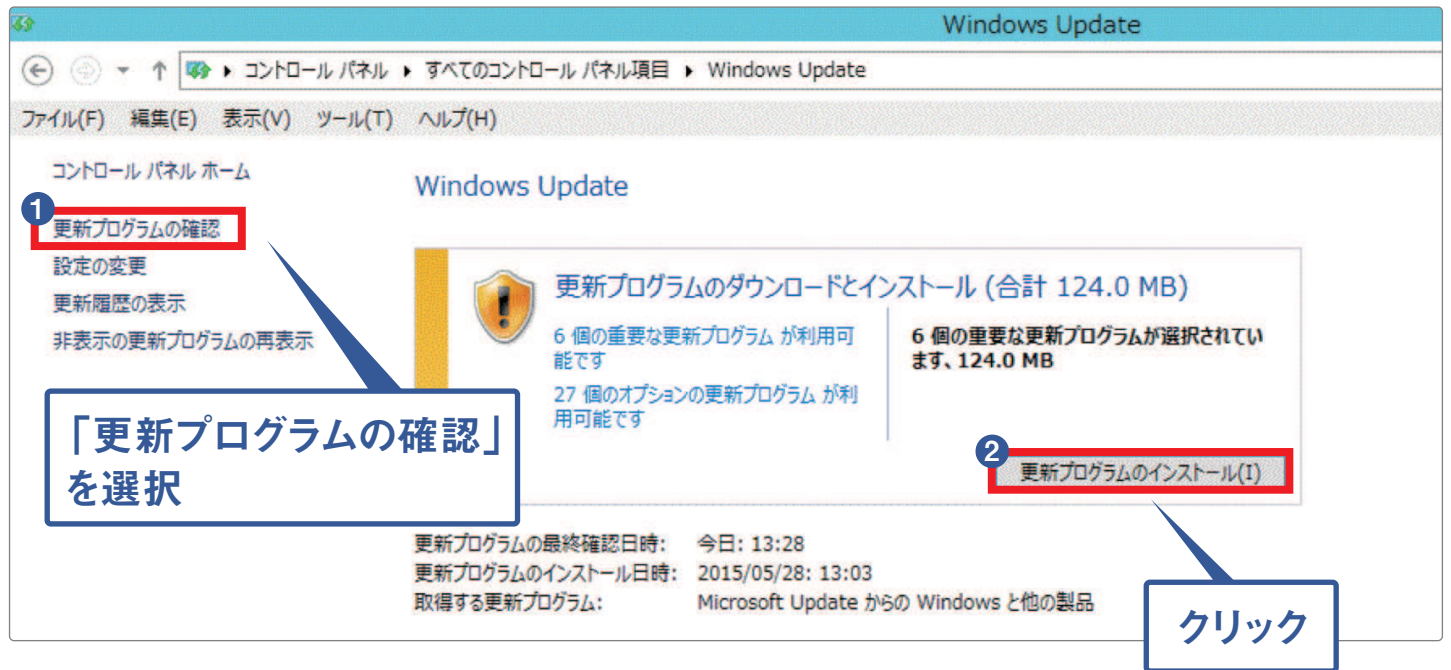 Windows Update
コントロール パネル ▸ すべてのコントロール パネル項目 ▸ Windows Update
ファイル(F) 編集(E) 表示(V) ツール(T) ヘルプ(H)
コントロール パネル ホーム
1
更新プログラムの確認
設定の変更
更新履歴の表示
非表示の更新プログラムの再表示
「更新プログラムの確認」
を選択
Windows Update
更新プログラムのダウンロードとインストール (合計 124.0 MB)
6 個の重要な更新プログラム が利用可
能です
27 個のオプションの更新プログラム が利
用可能です
6 個の重要な更新プログラムが選択されてい
ます、124.0 MB
2
更新プログラムのインストール(I)
クリック
更新プログラムの最終確認日時: 今日: 13:28
更新プログラムのインストール日時: 2015/05/28: 13:03
取得する更新プログラム: Microsoft Update からの Windows と他の製品